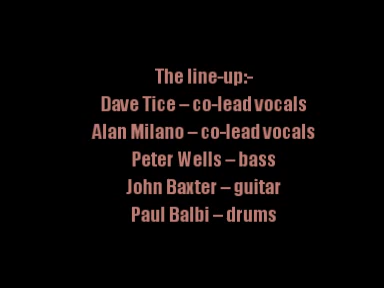 The line-up:-
Dave Tice – co-lead vocals
Alan Milano – co-lead vocals
Peter Wells – bass
John Baxter – guitar
Paul Balbi – drums